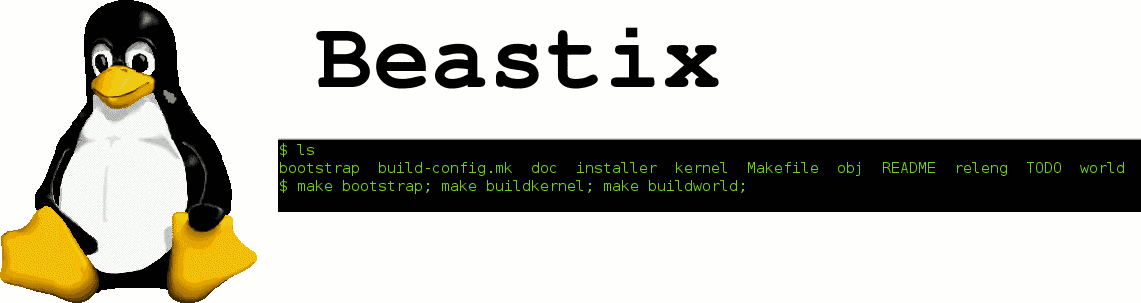 Beastix
$ ls
bootstrap  build-config.mk  doc  installer  kernel  Makefile  obj  README  releng  TODO  world
$ make bootstrap; make buildkernel; make buildworld;